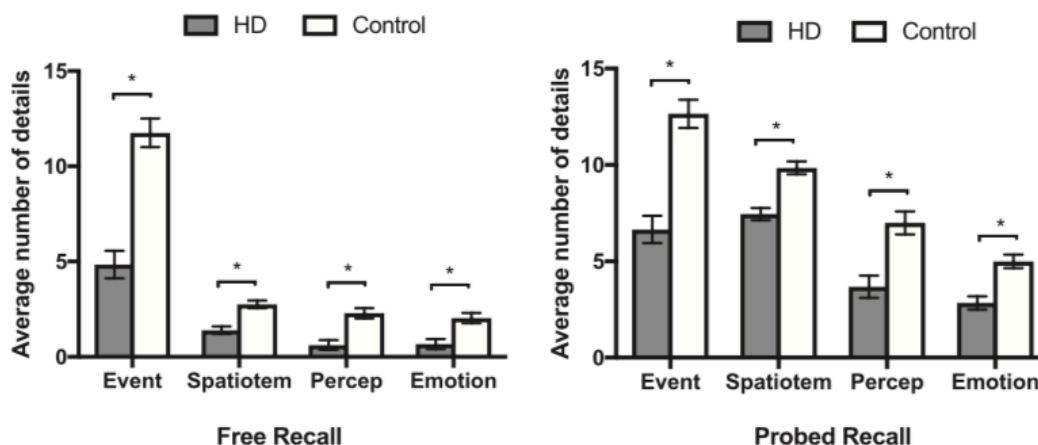 HD Control
Average number of details
15
10
5
0
*
*
*
*
Event Spatiotem Percep Emotion
Free Recall
HD Control
Average number of details
15
10
5
0
*
*
*
*
Event Spatiotem Percep Emotion
Probed Recall